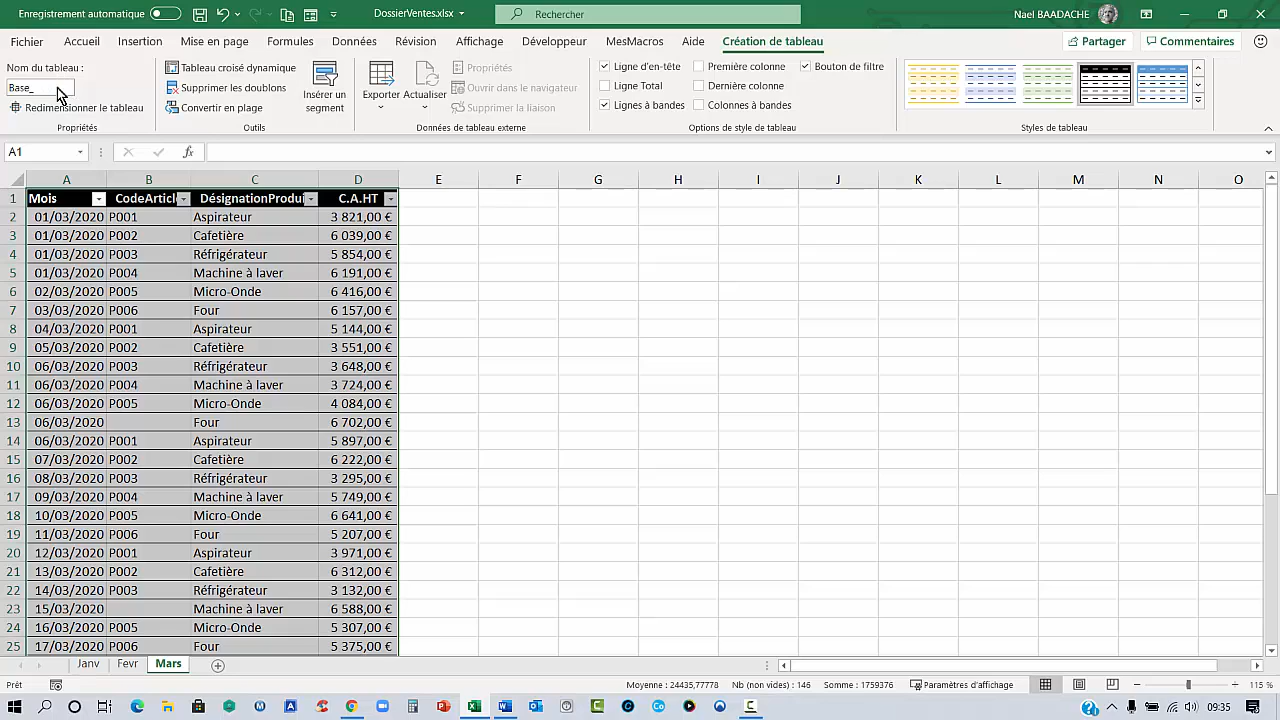 Enregistrement automatique
DossierVentes.xlsx
Rechercher
Nael BAADACHE
Fichier Accueil Insertion Mise en page Formules Données Révision Affichage Développeur MesMacros Aide Création de tableau Partager Commentaires
Nom du tableau :
Base_
Redimensionner le tableau
Propriétés
Tableau croisé dynamique
Convertir en plage
Insérer un
segment
Outils
Exporter Actualiser
Propriétés
Ouvrir dans le navigateur
Supprimer la liaison
Données de tableau externe
Ligne d'en-tête Première colonne Bouton de filtre
Ligne Total Dernière colonne
Lignes à bandes Colonnes à bandes
Options de style de tableau
Styles de tableau
A1 fx
A B C D E F G H I J K L M N O
1 Mois CodeArticl DésignationProdui C.A.HT
2 01/03/2020 P001 Aspirateur 3 821,00 €
3 01/03/2020 P002 Cafetière 6 039,00 €
4 01/03/2020 P003 Réfrigérateur 5 854,00 €
5 01/03/2020 P004 Machine à laver 6 191,00 €
6 02/03/2020 P005 Micro-Onde 6 416,00 €
7 03/03/2020 P006 Four 6 157,00 €
8 04/03/2020 P001 Aspirateur 5 144,00 €
9 05/03/2020 P002 Cafetière 3 551,00 €
10 06/03/2020 P003 Réfrigérateur 3 648,00 €
11 06/03/2020 P004 Machine à laver 3 724,00 €
12 06/03/2020 P005 Micro-Onde 4 084,00 €
13 06/03/2020 Four 6 702,00 €
14 06/03/2020 P001 Aspirateur 5 897,00 €
15 07/03/2020 P002 Cafetière 6 222,00 €
16 08/03/2020 P003 Réfrigérateur 3 295,00 €
17 09/03/2020 P004 Machine à laver 5 749,00 €
18 10/03/2020 P005 Micro-Onde 6 641,00 €
19 11/03/2020 P006 Four 5 207,00 €
20 12/03/2020 P001 Aspirateur 3 971,00 €
21 13/03/2020 P002 Cafetière 6 312,00 €
22 14/03/2020 P003 Réfrigérateur 3 132,00 €
23 15/03/2020 Machine à laver 6 588,00 €
24 16/03/2020 P005 Micro-Onde 5 307,00 €
25 17/03/2020 P006 Four 5 375,00 €
Janv Fevr Mars
Prêt
Moyenne : 24435,77778 Nb (non vides) : 146 Somme : 1759376 Paramètres d'affichage 115 %
09:35